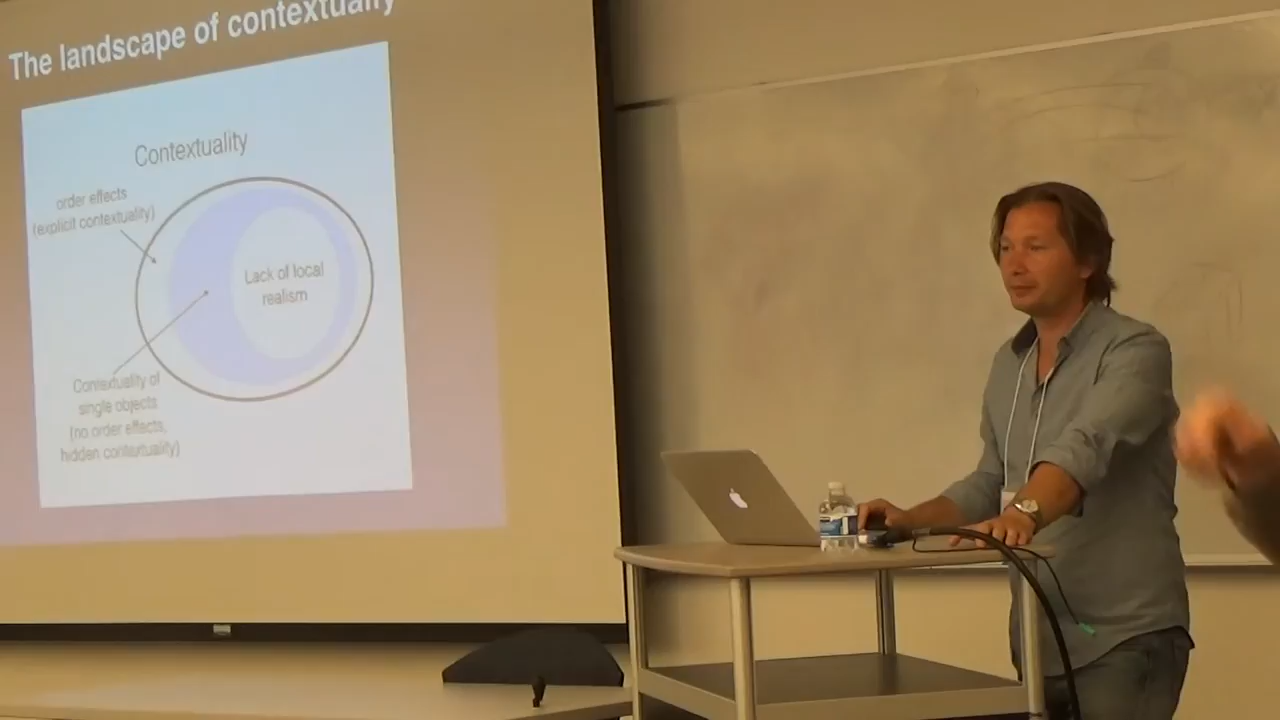 The landscape of contextually
Contextuality
order effects
(explicit contextuality)
Lack of local
realism
Contextuality of
single objects
(no order effects,
hidden contextuality)